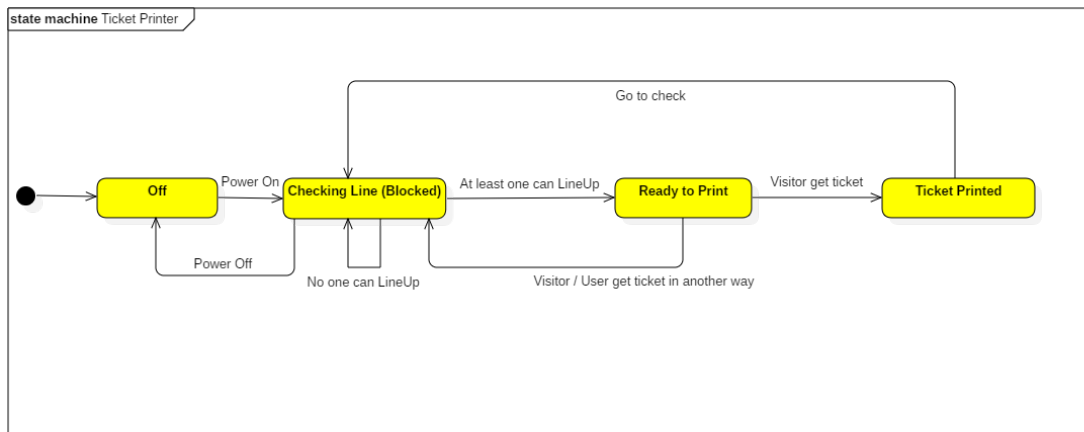 state machine Ticket Printer
Go to check
Off
Power On
Checking Line (Blocked)
At least one can LineUp
Ready to Print
Visitor get ticket
Ticket Printed
Power Off
No one can LineUp
Visitor / User get ticket in another way